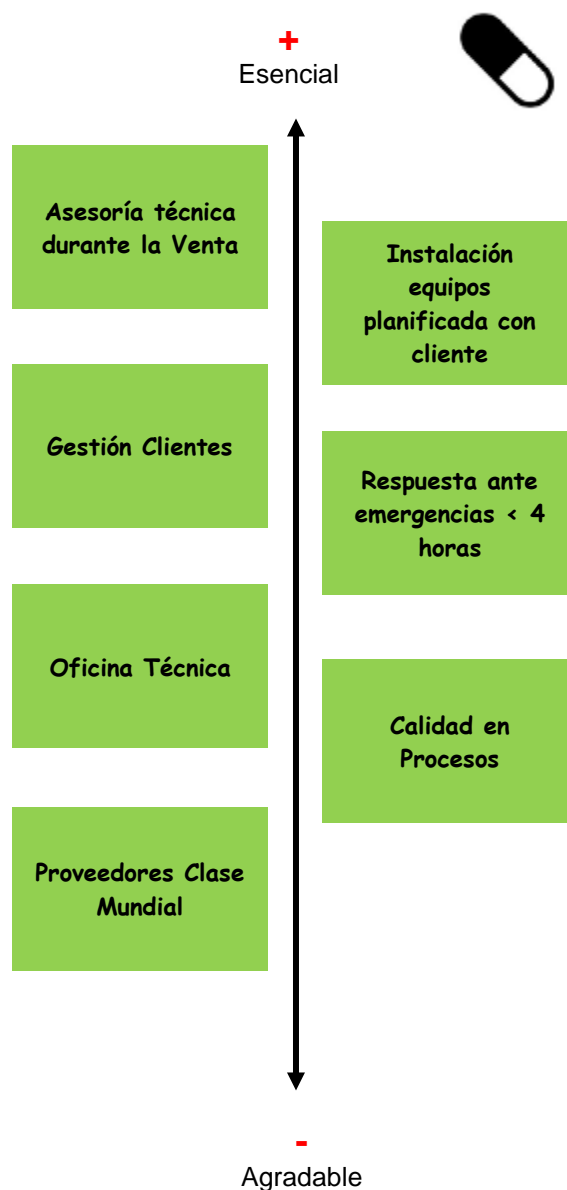 +
Esencial
Asesoría técnica
durante la Venta
Instalación
equipos
planificada con
cliente
Gestión Clientes
Respuesta ante
emergencias < 4
horas
Oficina Técnica
Calidad en
Procesos
Proveedores Clase
Mundial
-
Agradable